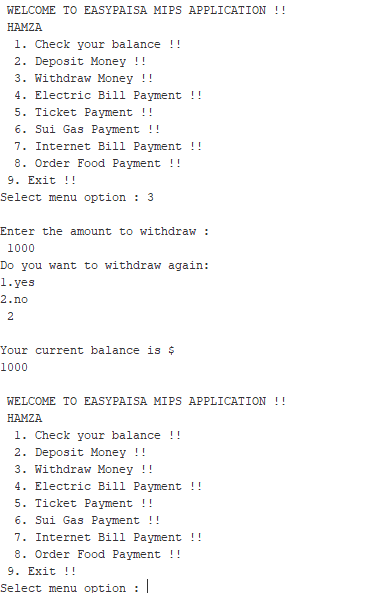 WELCOME TO EASYPAISA MIPS APPLICATION !!
HAMZA
1. Check your balance !!
2. Deposit Money !!
3. Withdraw Money !!
4. Electric Bill Payment !!
5. Ticket Payment !!
6. Sui Gas Payment !!
7. Internet Bill Payment !!
8. Order Food Payment !!
9. Exit !!
Select menu option : 3
Enter the amount to withdraw :
1000
Do you want to withdraw again:
1.yes
2.no
2
Your current balance is $
1000
WELCOME TO EASYPAISA MIPS APPLICATION !!
HAMZA
1. Check your balance !!
2. Deposit Money !!
3. Withdraw Money !!
4. Electric Bill Payment !!
5. Ticket Payment !!
6. Sui Gas Payment !!
7. Internet Bill Payment !!
8. Order Food Payment !!
9. Exit !!
Select menu option :